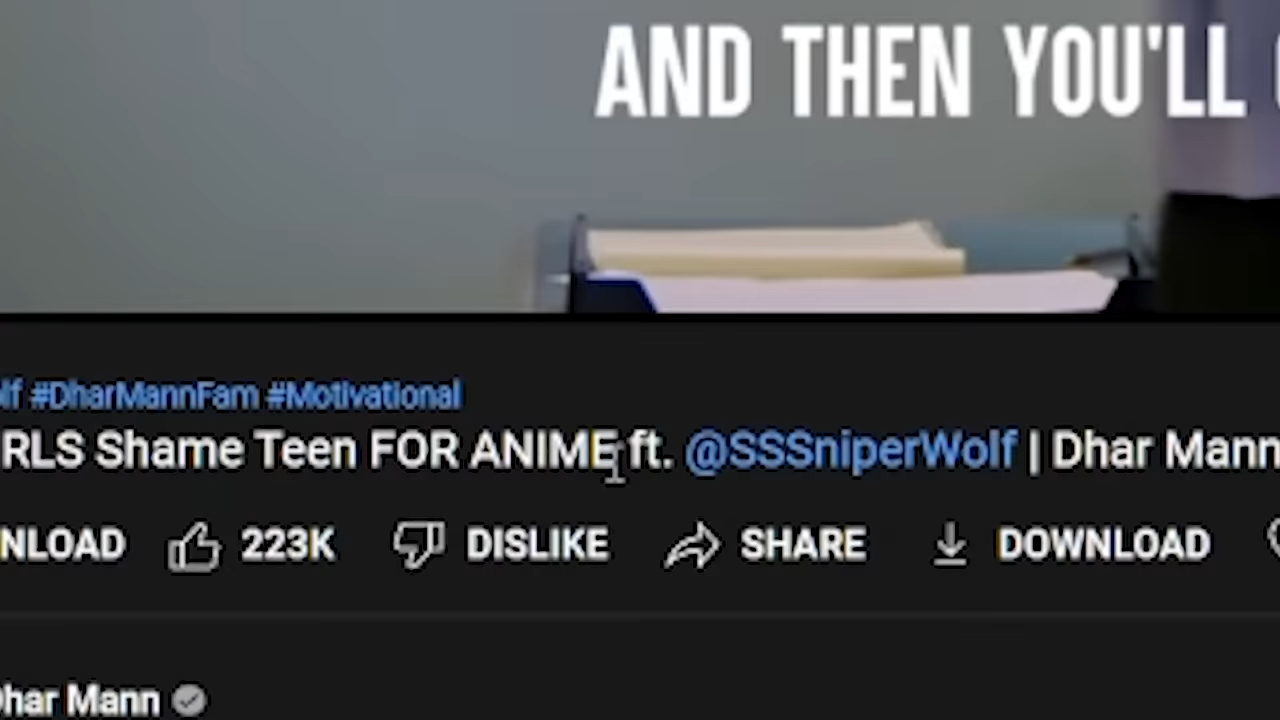 AND THEN YOU'LL
lf #DharMannFam #Motivational
RLS Shame Teen FOR ANIME ft. @SSSniperWolf | Dhar Mann
NLOAD 223K DISLIKE SHARE DOWNLOAD
Dhar Mann